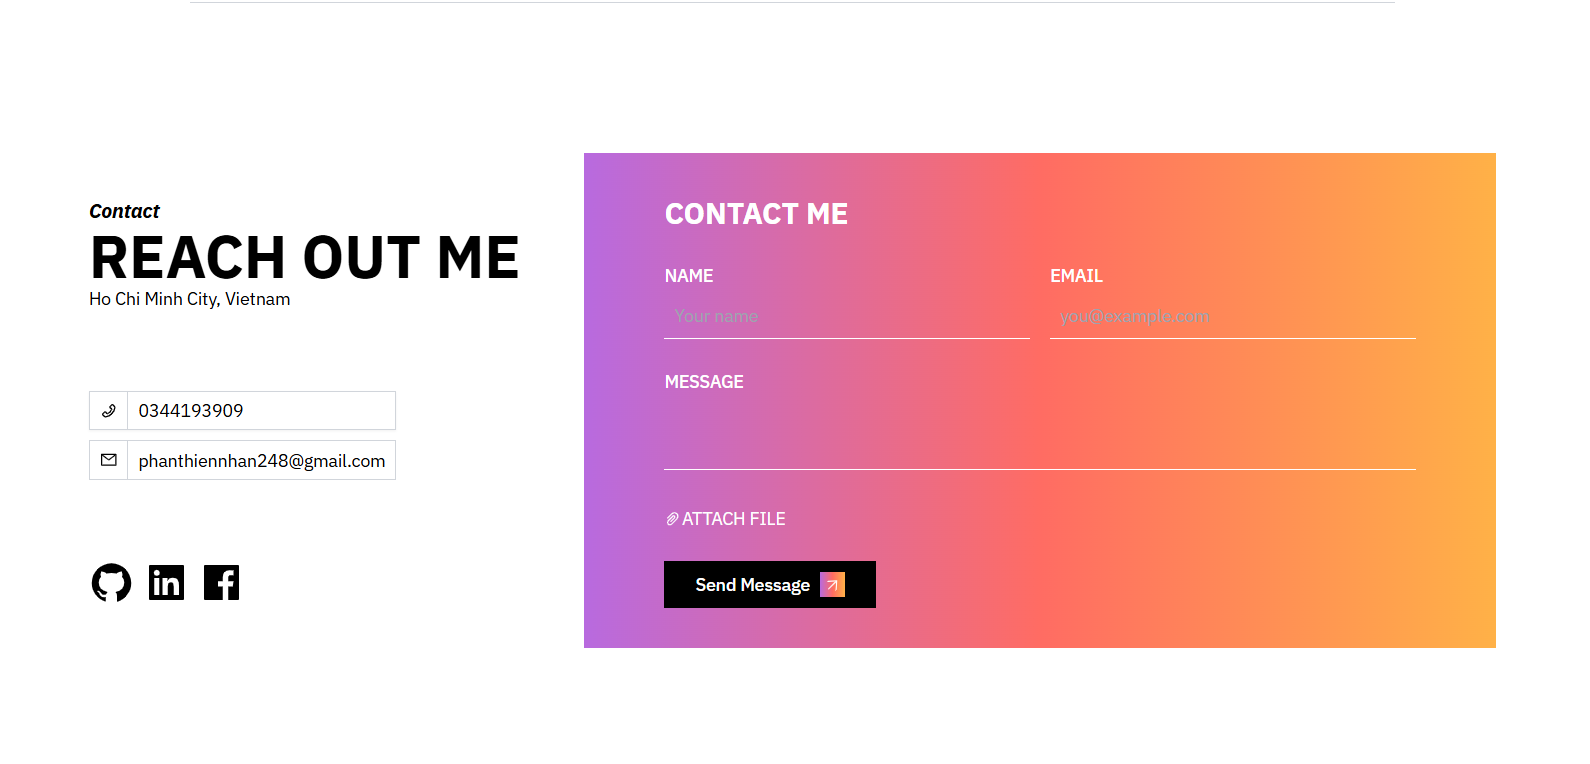 Contact
REACH OUT ME
Ho Chi Minh City, Vietnam
0344193909
phanthiennhan248@gmail.com
in
CONTACT ME
NAME
EMAIL
Your name
you@example.com
MESSAGE
ATTACH FILE
Send Message